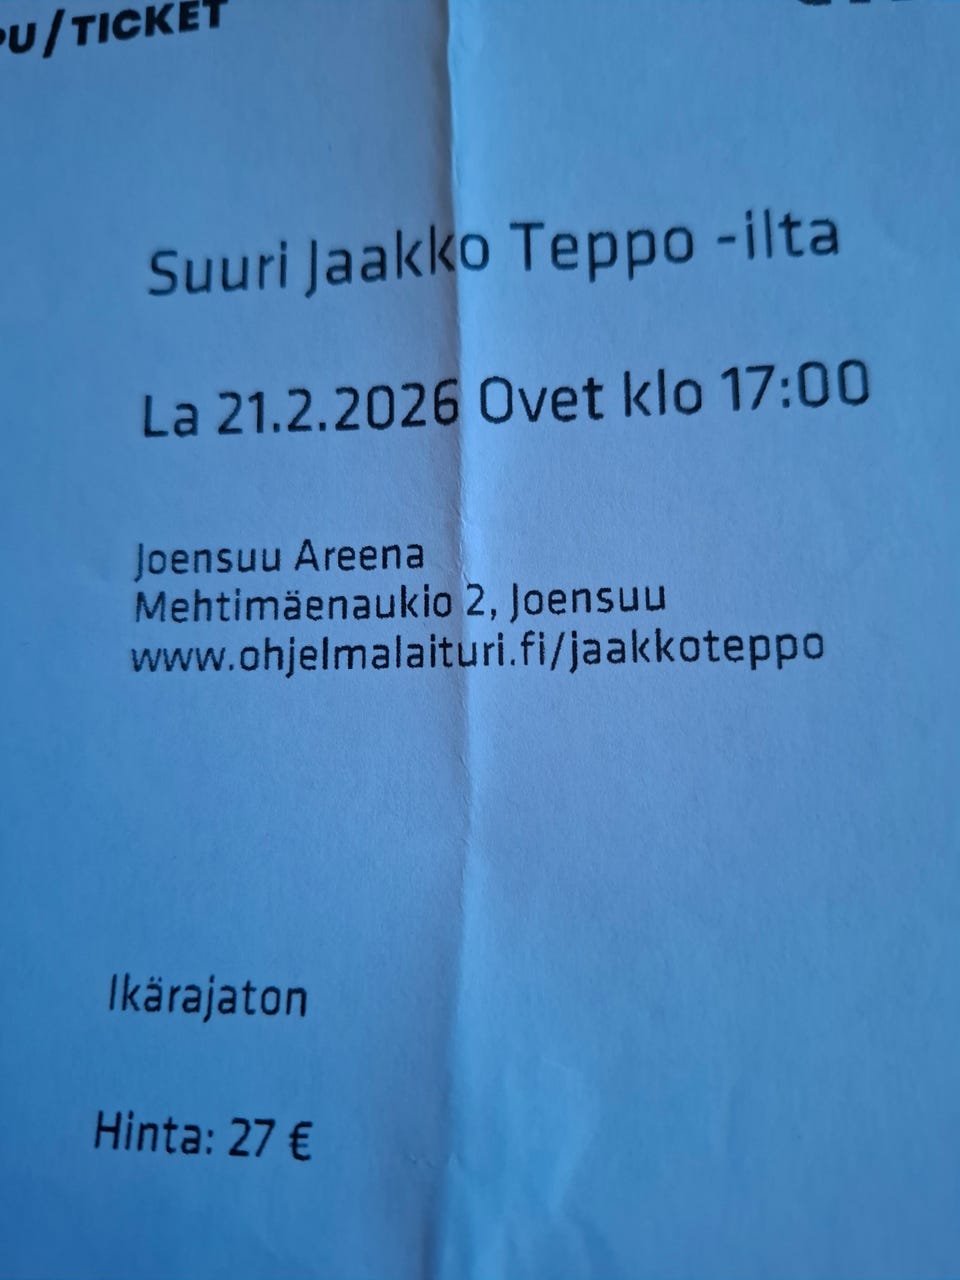 /TICKET
Suuri Jaakko Teppo -ilta
La 21.2.2026 Ovet klo 17:00
Joensuu Areena
Mehtimäenaukio 2, Joensuu
www.ohjelmalaituri.fi/jaakkoteppo
Ikärajaton
Hinta: 27 €